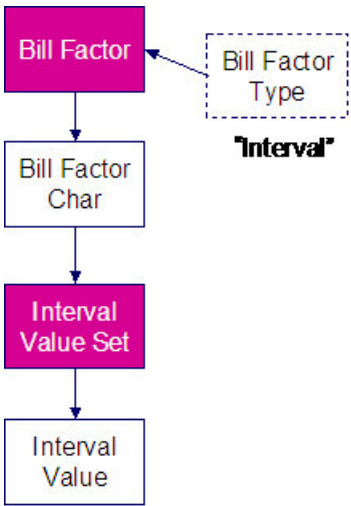 Bill Factor
Bill Factor
Type
"Interval"
Bill Factor
Char
Interval
Value Set
Interval
Value